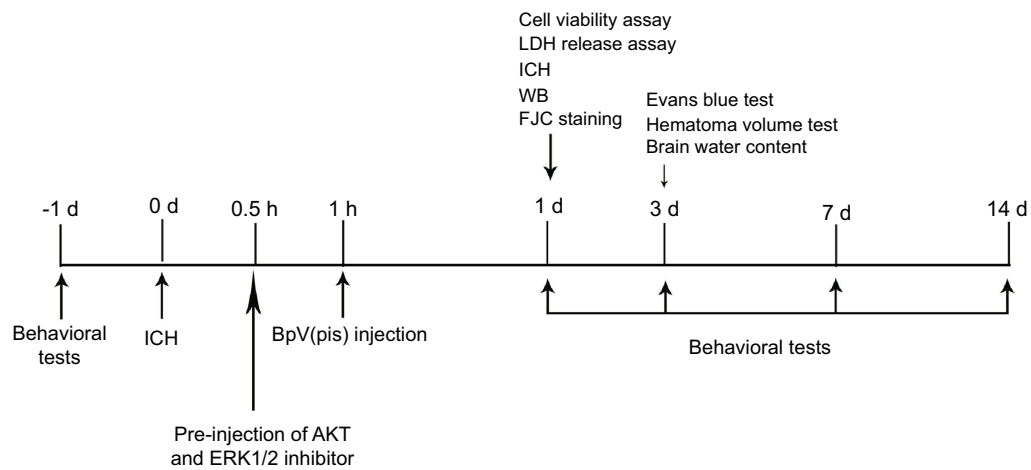 Cell viability assay
LDH release assay
ICH
WB
FJC staining
Evans blue test
Hematoma volume test
Brain water content
-1 d
0 d
0.5 h
1 h
1 d
3 d
7 d
14 d
Behavioral
tests
ICH
BpV(pis) injection
Behavioral tests
Pre-injection of AKT
and ERK1/2 inhibitor